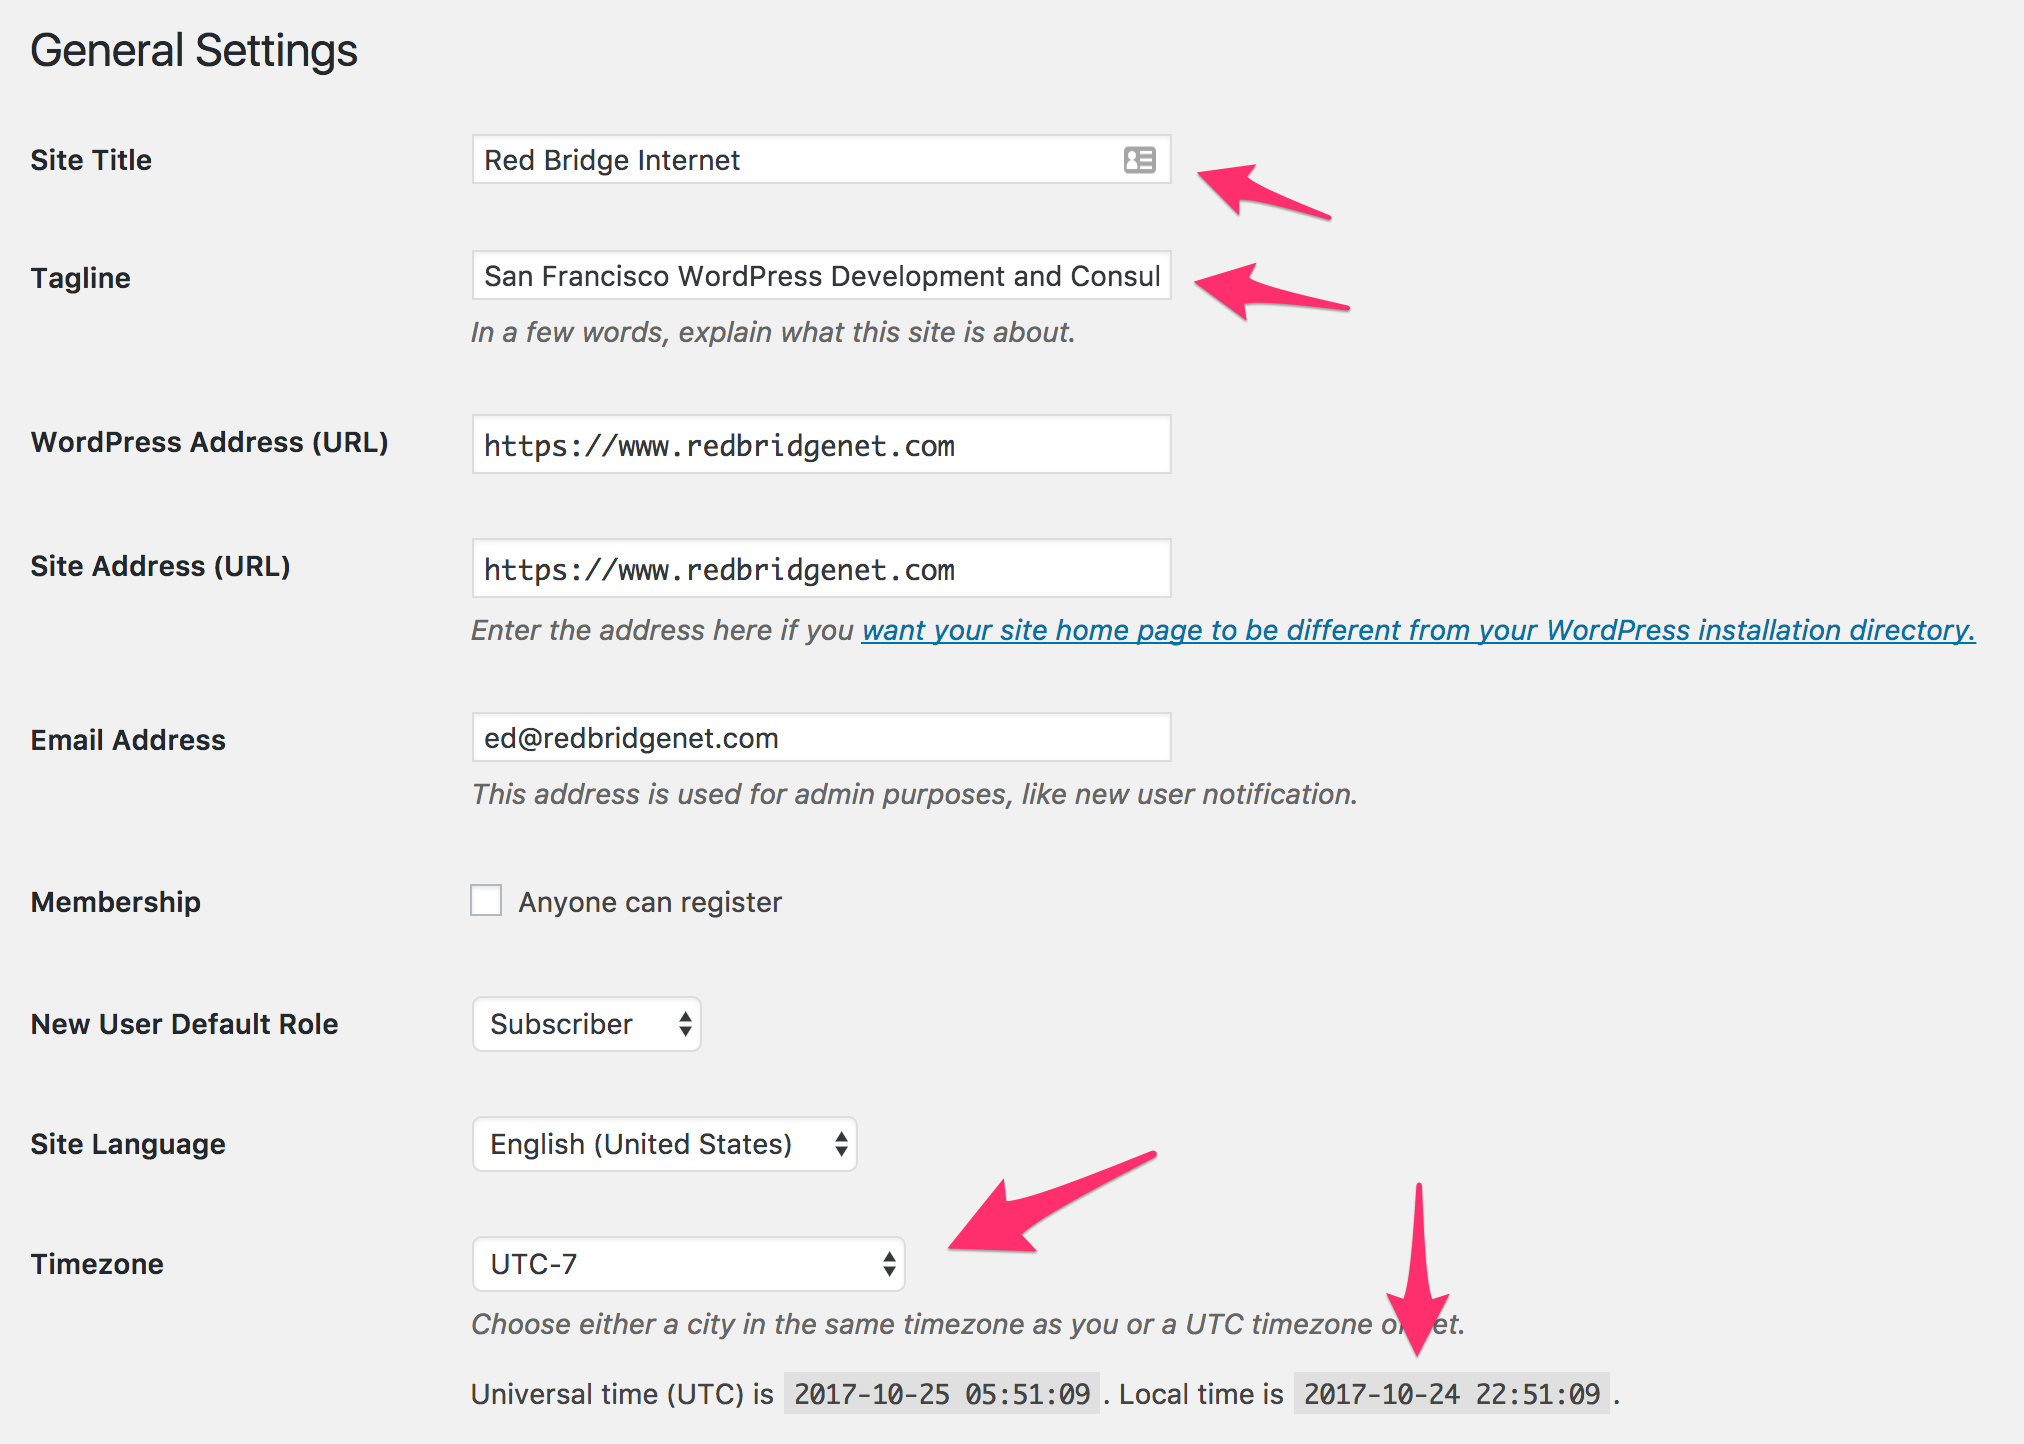 General Settings
Site Title
Red Bridge Internet
Tagline
San Francisco WordPress Development and Consul
In a few words, explain what this site is about.
WordPress Address (URL)
https://www.redbridgenet.com
Site Address (URL)
https://www.redbridgenet.com
Enter the address here if you want your site home page to be different from your WordPress installation directory.
Email Address
ed@redbridgenet.com
This address is used for admin purposes, like new user notification.
Membership
Anyone can register
New User Default Role
Subscriber
Site Language
English (United States)
Timezone
UTC-7
Choose either a city in the same timezone as you or a UTC timezone
Universal time (UTC) is 2017-10-25 05:51:09 . Local time is 2017-10-24 22:51:09 .